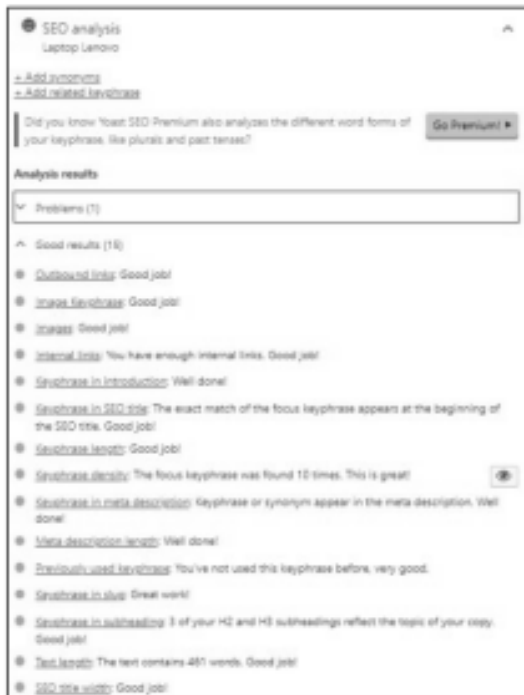 SEO analysis
Laptop Lenovo
+ Add synonyms
+ Add related keyphrase
Did you know Yoast SEO Premium also analyzes the different word forms of
your keyphrase, like plurals and past tenses?
Go Premium!
Analysis results
Problems (1)
Good results (15)
Outbound links: Good job!
Image Keyphrase: Good job!
Images: Good job!
Internal links: You have enough internal links. Good job!
Keyphrase in introduction: Well done!
Keyphrase in SEO title: The exact match of the focus keyphrase appears at the beginning of
the SEO title. Good job!
Keyphrase length: Good job!
Keyphrase density: The focus keyphrase was found 10 times. This is great!
Keyphrase in meta description: Keyphrase or synonym appear in the meta description. Well
done!
Meta description length: Well done!
Previously used keyphrase: You've not used this keyphrase before, very good.
Keyphrase in slug: Great work!
Keyphrase in subheading: 3 of your H2 and H3 subheadings reflect the topic of your copy.
Good job!
Text length: The text contains 461 words. Good job!
SEO title width: Good job!